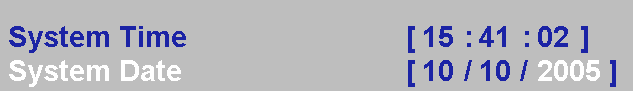 System Time [ 15 : 41 : 02 ]
System Date [ 10 / 10 / 2005 ]